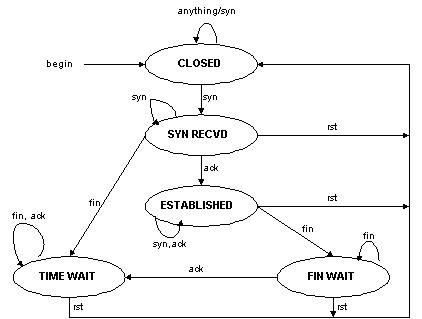 anything/syn
begin
CLOSED
syn
syn
SYN RECVD
rst
ack
fin
ESTABLISHED
rst
fin, ack
syn,ack
fin
fin
TIME WAIT
ack
FIN WAIT
rst
rst